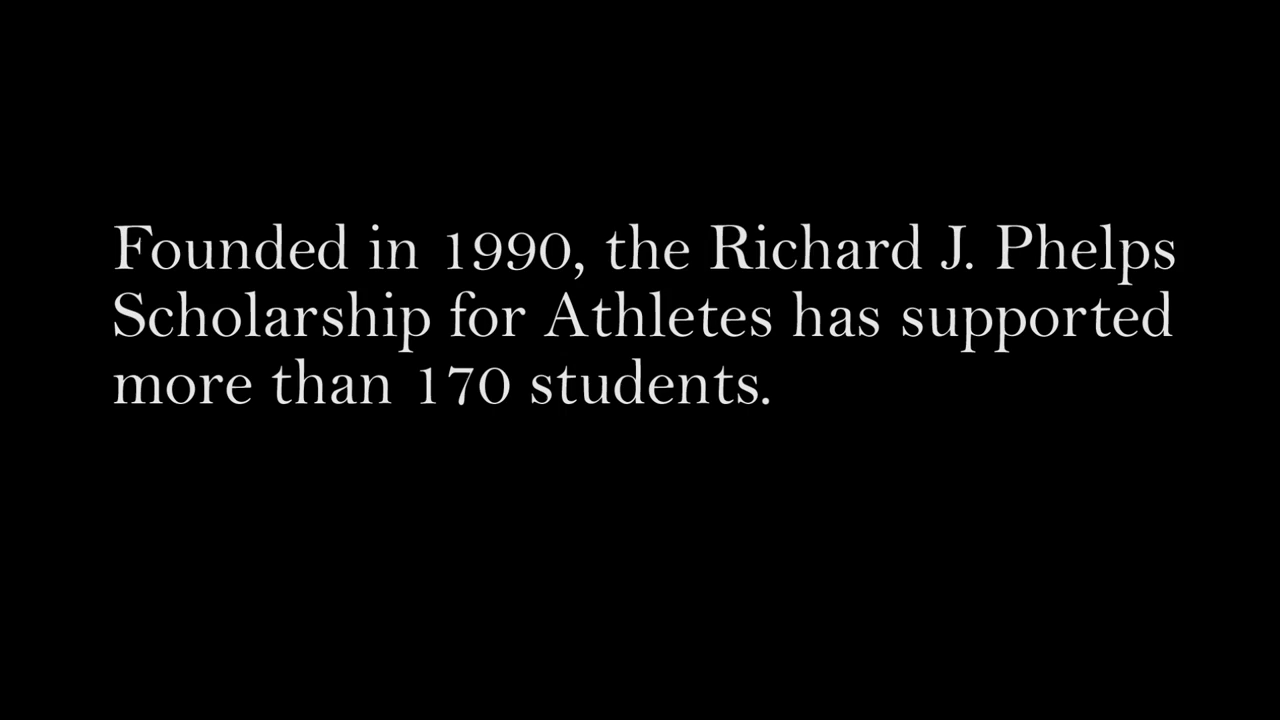 Founded in 1990, the Richard J. Phelps
Scholarship for Athletes has supported
more than 170 students.